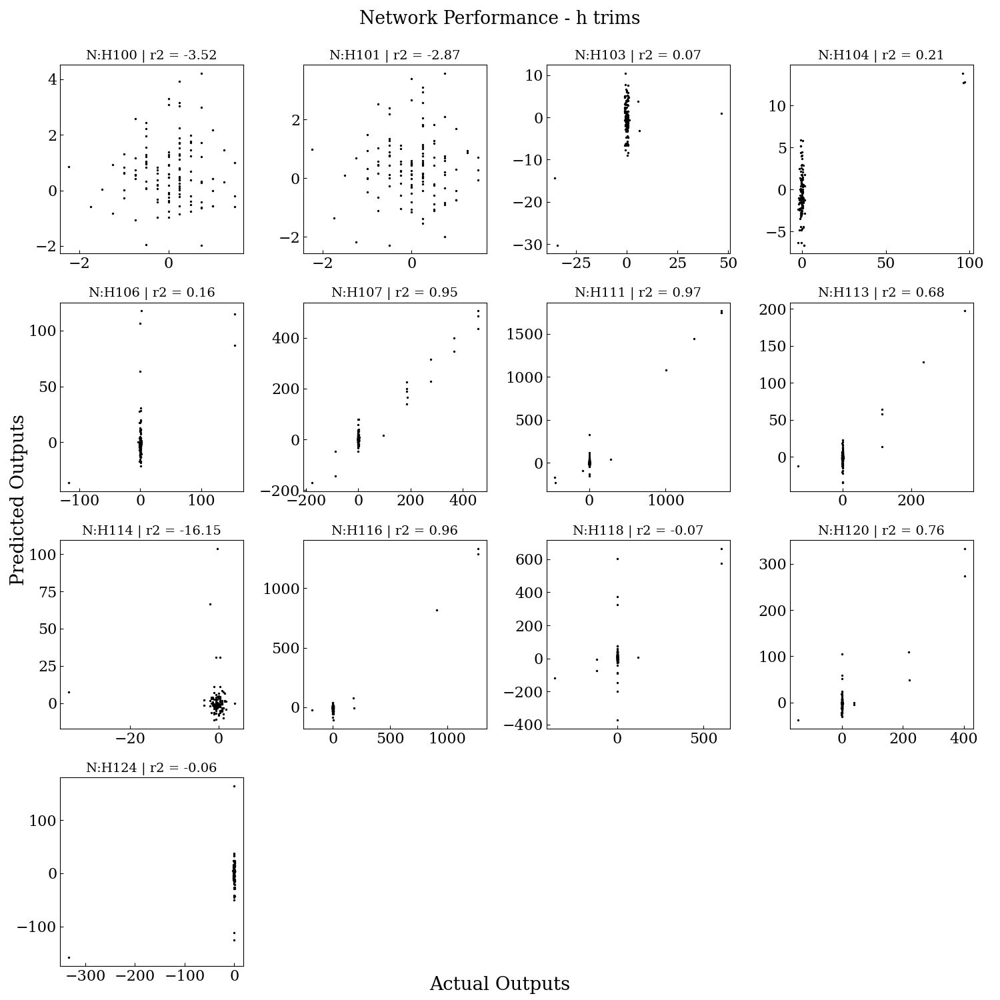 Network Performance - h trims
N:H100 | r2 = -3.52
4
2
0
−2
−2 0
N:H101 | r2 = -2.87
2
0
−2
−2 0
N:H103 | r2 = 0.07
10
0
−10
−20
−30
−25 0 25 50
N:H104 | r2 = 0.21
10
5
0
−5
0 50 100
N:H106 | r2 = 0.16
100
50
0
−100 0 100
N:H107 | r2 = 0.95
400
200
0
−200
−200 0 200 400
N:H111 | r2 = 0.97
1500
1000
500
0
0 1000
N:H113 | r2 = 0.68
200
150
100
50
0
0 200
N:H114 | r2 = -16.15
100
75
50
25
0
−20 0
N:H116 | r2 = 0.96
1000
500
0
0 500 1000
N:H118 | r2 = -0.07
600
400
200
0
−200
−400
0 500
N:H120 | r2 = 0.76
300
200
100
0
0 200 400
N:H124 | r2 = -0.06
100
0
−100
−300 −200 −100 0
Predicted Outputs
Actual Outputs